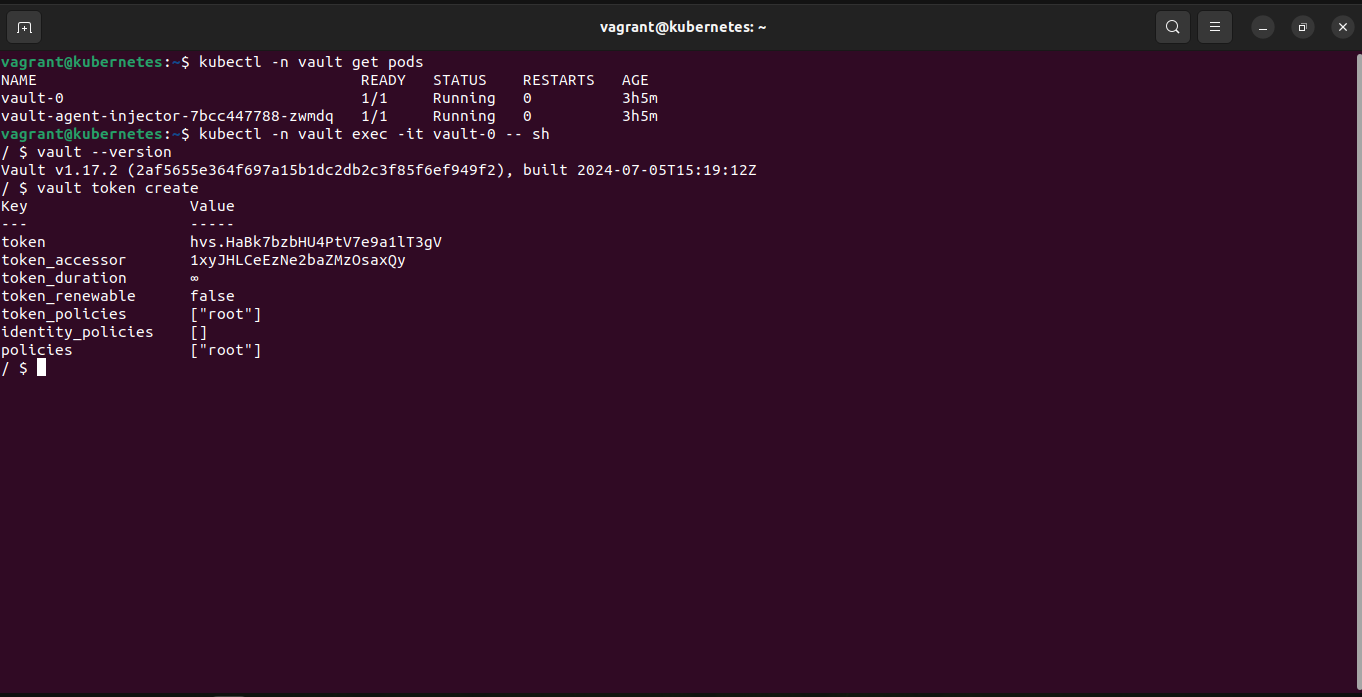 vagrant@kubernetes: ~
vagrant@kubernetes:~$ kubectl -n vault get pods
NAME                                    READY   STATUS    RESTARTS   AGE
vault-0                                 1/1     Running   0          3h5m
vault-agent-injector-7bcc447788-zwmdq   1/1     Running   0          3h5m
vagrant@kubernetes:~$ kubectl -n vault exec -it vault-0 -- sh
/ $ vault --version
Vault v1.17.2 (2af5655e364f697a15b1dc2db2c3f85f6ef949f2), built 2024-07-05T15:19:12Z
/ $ vault token create
Key                  Value
---                  -----
token                hvs.HaBk7bzbHU4PtV7e9a1lT3gV
token_accessor       1xyJHLCeEzNe2baZMzOsaxQy
token_duration       ∞
token_renewable      false
token_policies       ["root"]
identity_policies    []
policies             ["root"]
/ $